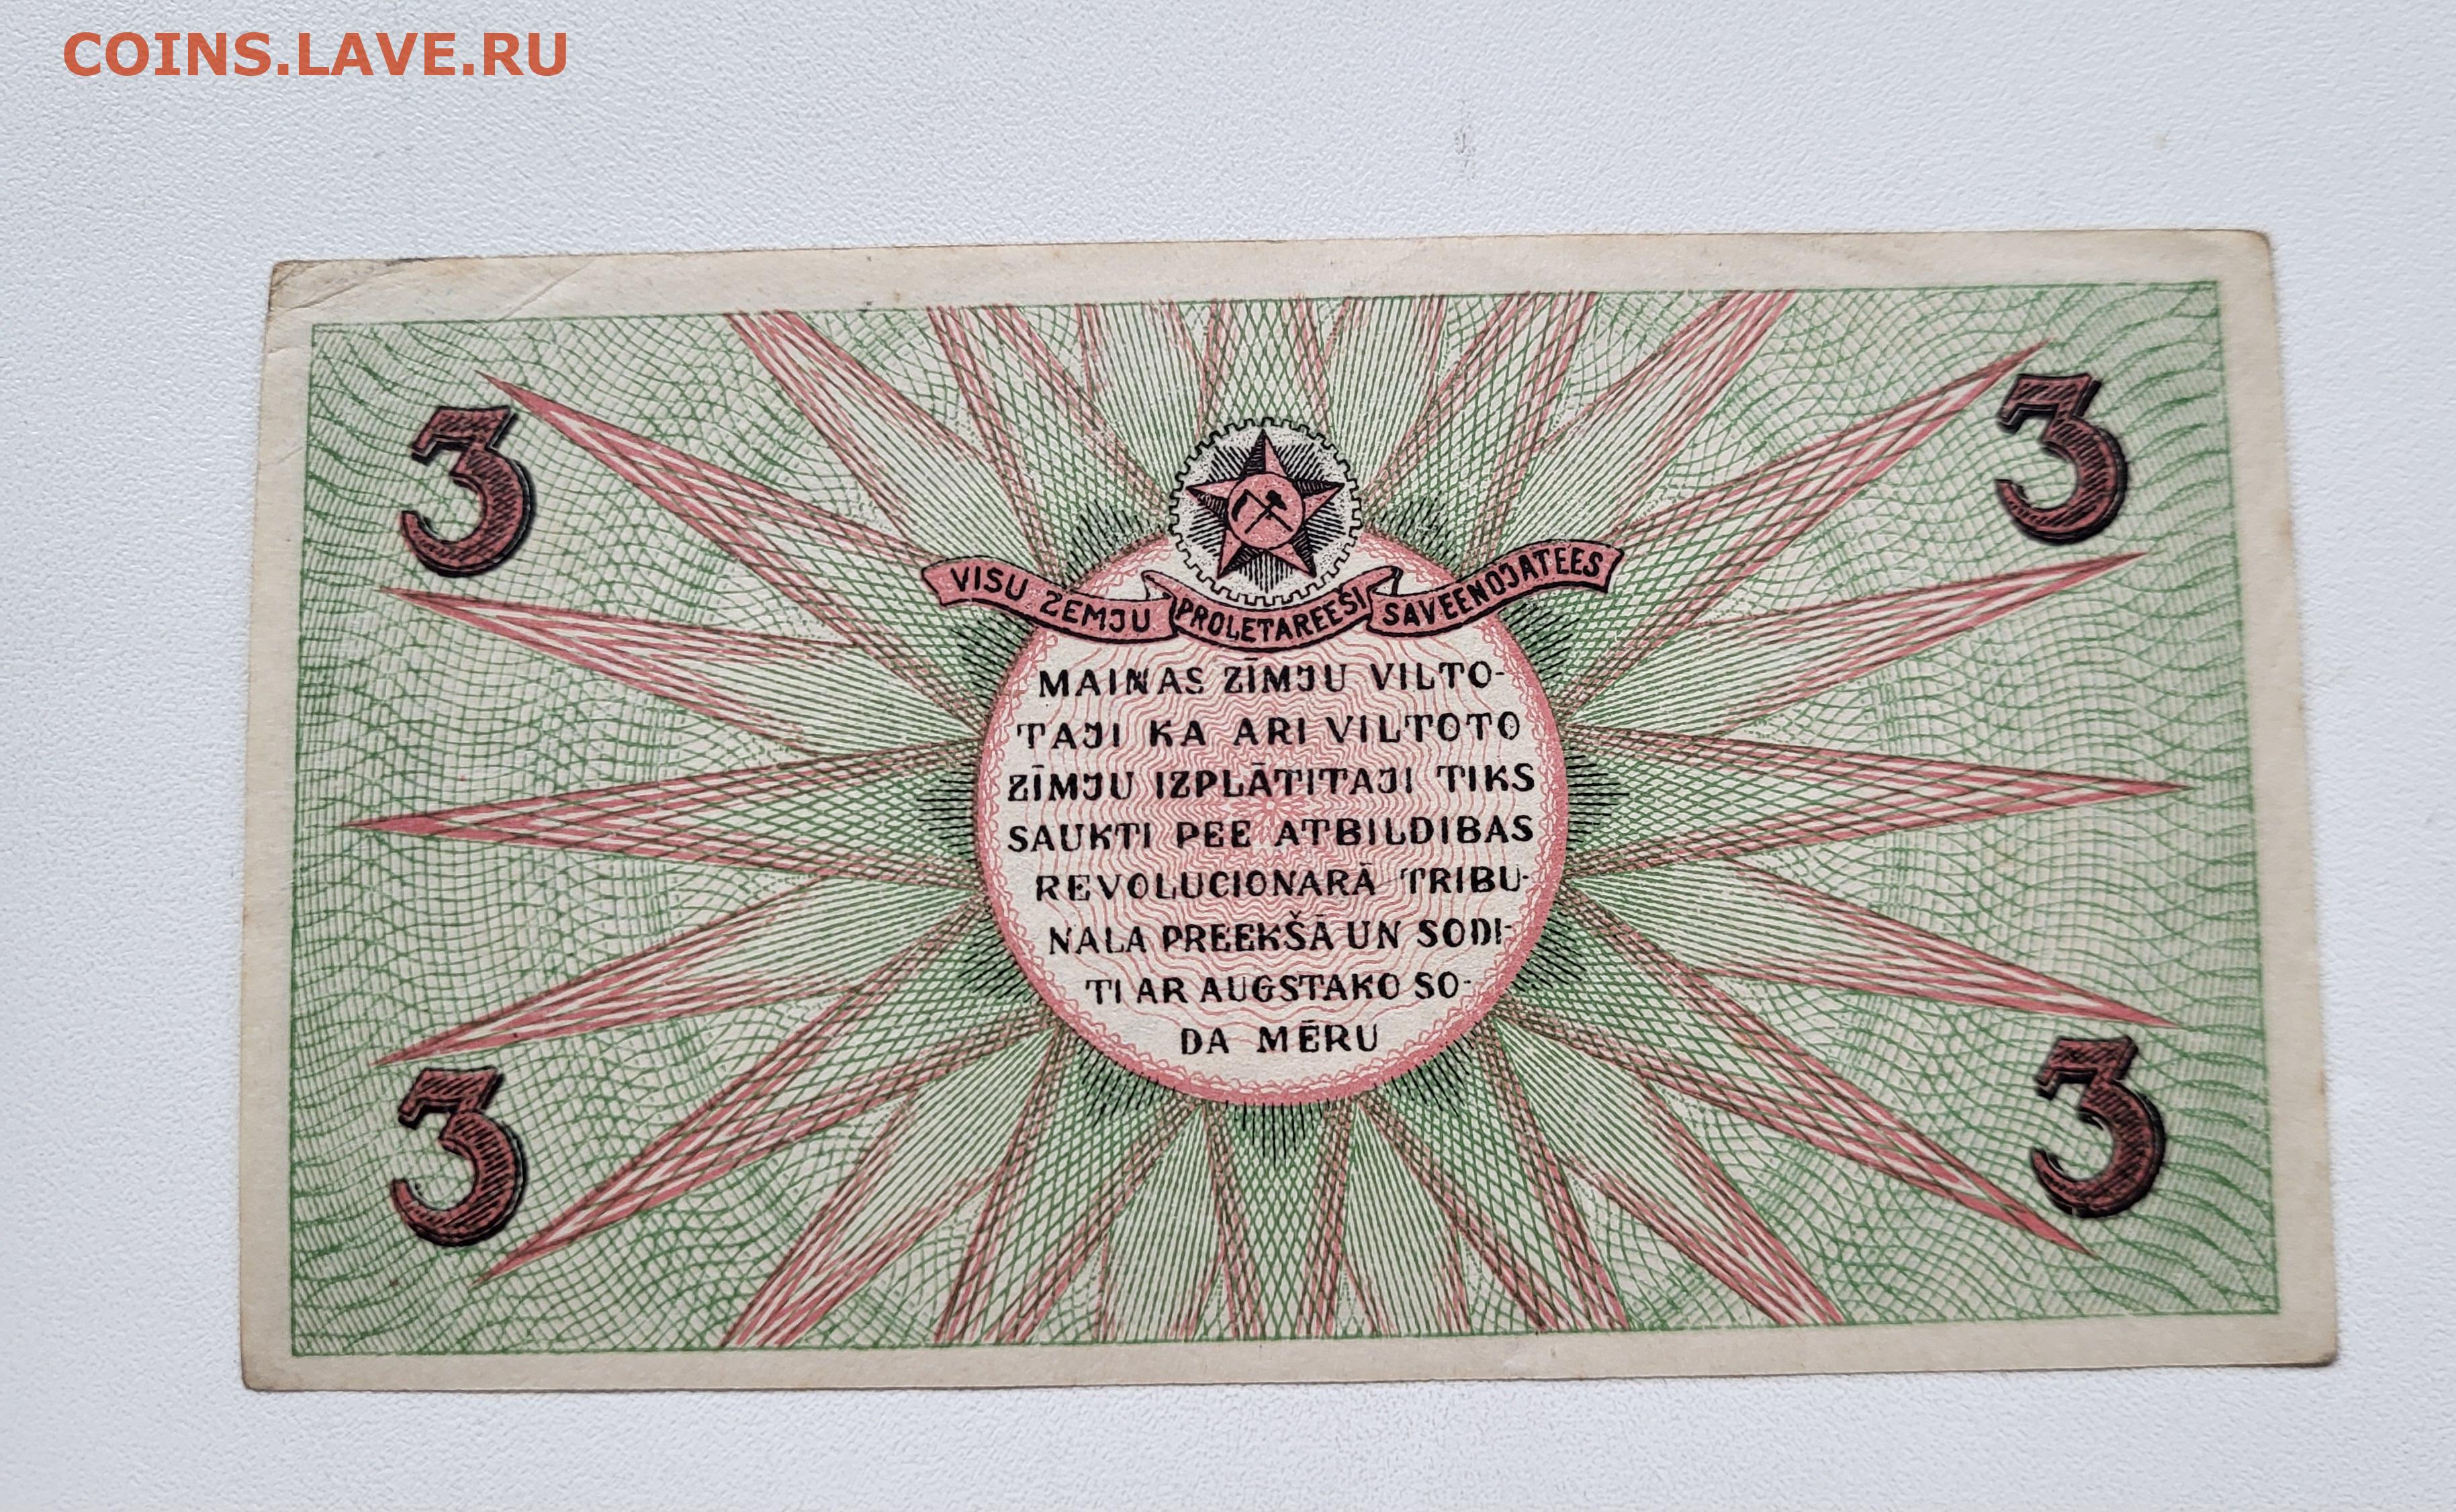 COINS.LAVE.RU
3
3
VISU ZEMJU PROLETAREEŠI SAVEENOJATEES
MAIŅAS ZĪMJU VILTO-
TAJI KA ARI VILTOTO
ZĪMJU IZPLĀTITAJI TIKS
SAUKTI PEE ATBILDIBAS
REVOLUCIONARĀ TRIBU-
NALA PREEKŠĀ UN SODI-
TI AR AUGSTAKO SO-
DA MĒRU
3
3